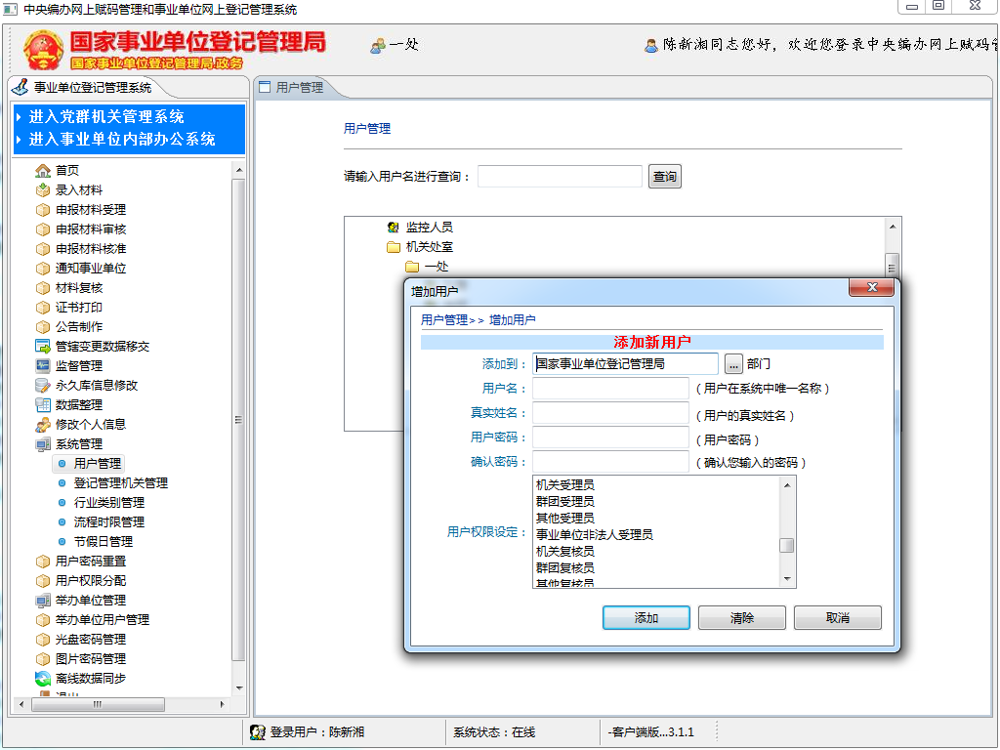 中央编办网上赋码管理和事业单位网上登记管理系统
国家事业单位登记管理局
国家事业单位登记管理局·政务
一处
陈新湘同志您好，欢迎您登录中央编办网上赋码
事业单位登记管理系统
用户管理
进入党群机关管理系统
进入事业单位内部办公系统
首页
录入材料
申报材料受理
申报材料审核
申报材料核准
通知事业单位
材料复核
证书打印
公告制作
管辖变更数据移交
监督管理
永久库信息修改
数据整理
修改个人信息
系统管理
用户管理
登记管理机关管理
行业类别管理
流程时限管理
节假日管理
用户密码重置
用户权限分配
举办单位管理
举办单位用户管理
光盘密码管理
图片密码管理
离线数据同步
用户管理
请输入用户名进行查询：
查询
监控人员
机关处室
一处
增加用户
用户管理>> 增加用户
添加新用户
添加到： 国家事业单位登记管理局 ... 部门
用户名： （用户在系统中唯一名称）
真实姓名： （用户的真实姓名）
用户密码： （用户密码）
确认密码： （确认您输入的密码）
用户权限设定：
机关受理员
群团受理员
其他受理员
事业单位非法人受理员
机关复核员
群团复核员
其他复核员
添加 清除 取消
登录用户：陈新湘
系统状态：在线
-客户端版...3.1.1